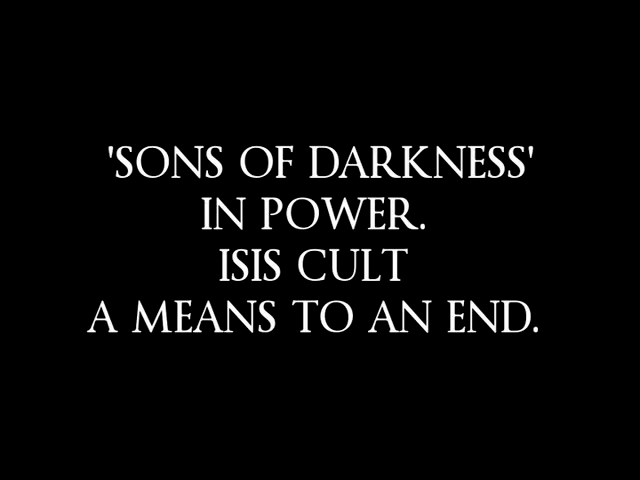 'SONS OF DARKNESS'
IN POWER.
ISIS CULT
A MEANS TO AN END.